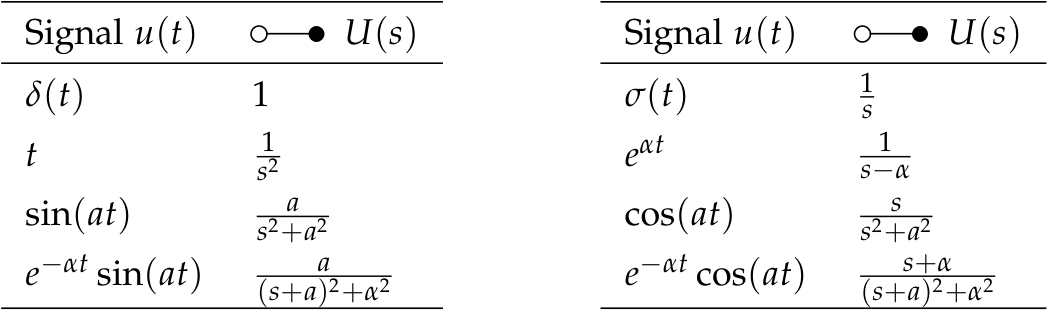 Signal u(t) ○—● U(s)
δ(t) 1
t 1/s²
sin(at) a/(s²+a²)
e^{-αt} sin(at) a/((s+a)²+α²)
Signal u(t) ○—● U(s)
σ(t) 1/s
e^{αt} 1/(s−α)
cos(at) s/(s²+a²)
e^{-αt} cos(at) (s+α)/((s+a)²+α²)